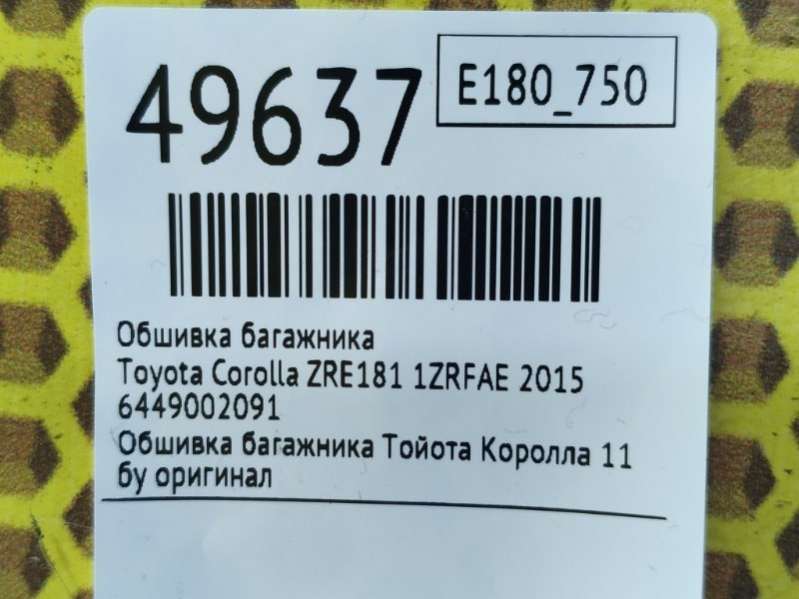 49637
E180_750
Обшивка багажника
Toyota Corolla ZRE181 1ZRFAE 2015
6449002091
Обшивка багажника Тойота Королла 11
бу оригинал